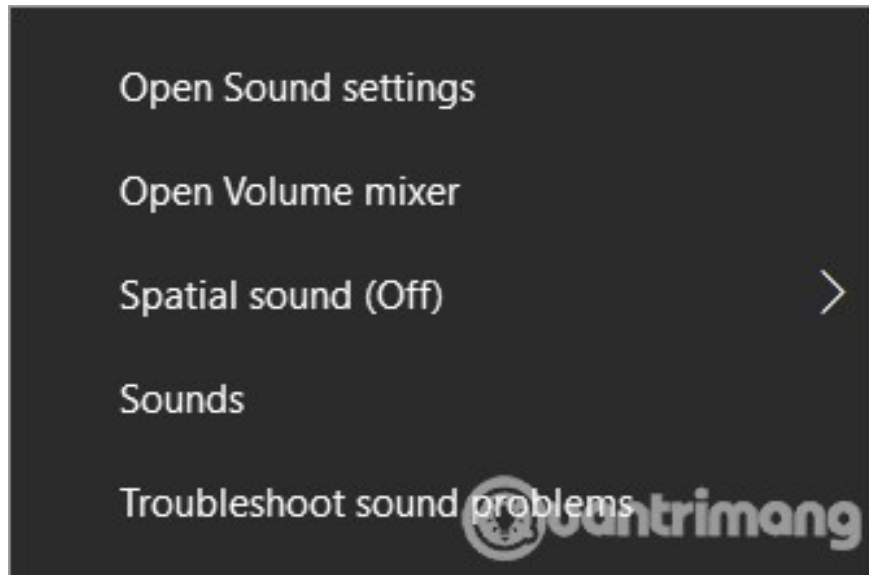 Open Sound settings
Open Volume mixer
Spatial sound (Off)
Sounds
Troubleshoot sound problems
Quantrimang